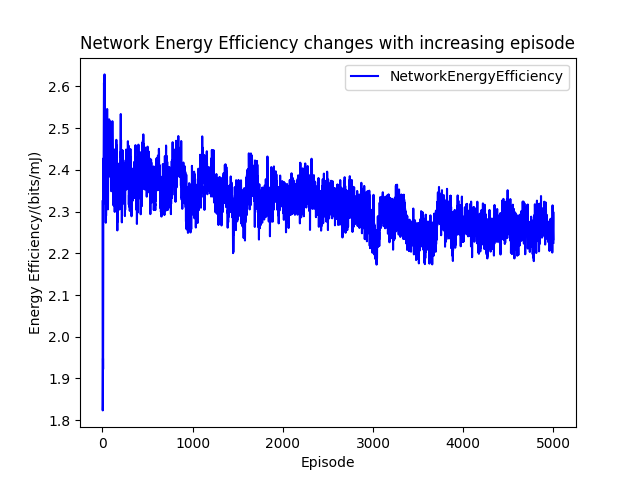 Network Energy Efficiency changes with increasing episode
NetworkEnergyEfficiency
2.6
2.5
2.4
2.3
2.2
2.1
2.0
1.9
1.8
Energy Efficiency/(bits/mJ)
0 1000 2000 3000 4000 5000
Episode